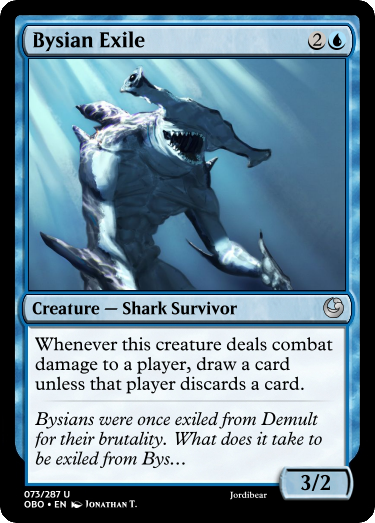 Bysian Exile 2
Creature — Shark Survivor
Whenever this creature deals combat
damage to a player, draw a card
unless that player discards a card.
Bysians were once exiled from Demult
for their brutality. What does it take to
be exiled from Bys…
3/2
073/287 U
OBO • EN JONATHAN T.
Jordibear